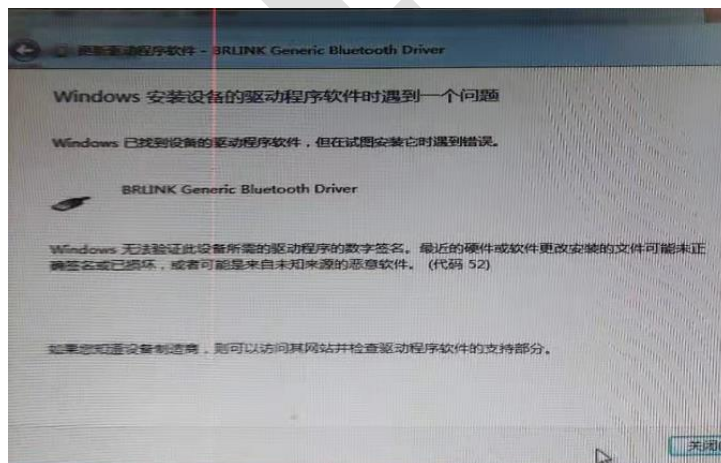 更新驱动程序软件 - BRLINK Generic Bluetooth Driver
Windows 安装设备的驱动程序软件时遇到一个问题
Windows 已找到设备的驱动程序软件，但在试图安装它时遇到错误。
BRLINK Generic Bluetooth Driver
Windows 无法验证此设备所需的驱动程序的数字签名。最近的硬件或软件更改安装的文件可能未正
确签名或已损坏，或者可能是来自未知来源的恶意软件。 (代码 52)
如果您知道设备制造商，则可以访问其网站并检查驱动程序软件的支持部分。
关闭